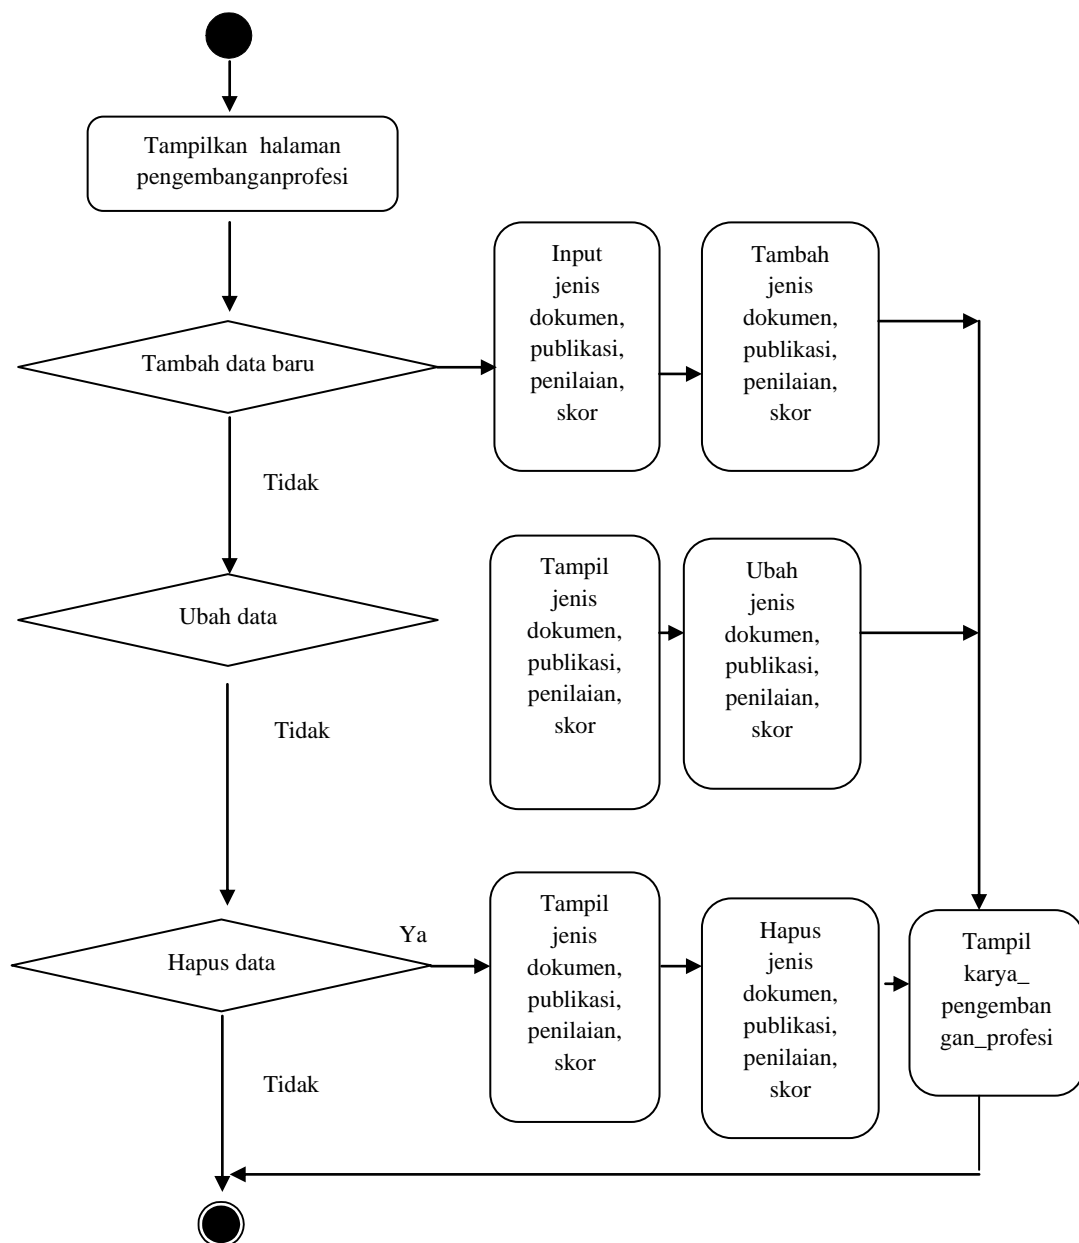 Tampilkan halaman
pengembanganprofesi
Tambah data baru
Input
jenis
dokumen,
publikasi,
penilaian,
skor
Tambah
jenis
dokumen,
publikasi,
penilaian,
skor
Tidak
Ubah data
Tampil
jenis
dokumen,
publikasi,
penilaian,
skor
Ubah
jenis
dokumen,
publikasi,
penilaian,
skor
Tidak
Hapus data
Ya
Tampil
jenis
dokumen,
publikasi,
penilaian,
skor
Hapus
jenis
dokumen,
publikasi,
penilaian,
skor
Tampil
karya_
pengemban
gan_profesi
Tidak